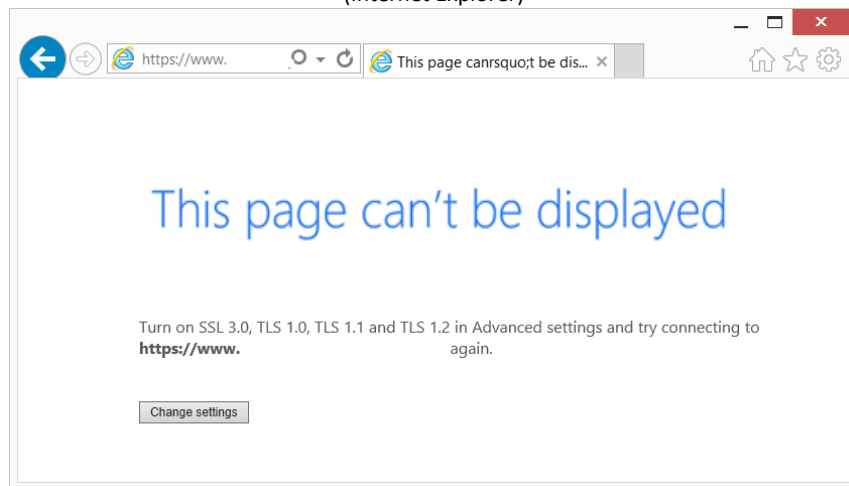 (Internet Explorer)
https://www.
This page canrsquo;t be dis...
This page can't be displayed
Turn on SSL 3.0, TLS 1.0, TLS 1.1 and TLS 1.2 in Advanced settings and try connecting to
https://www. again.
Change settings